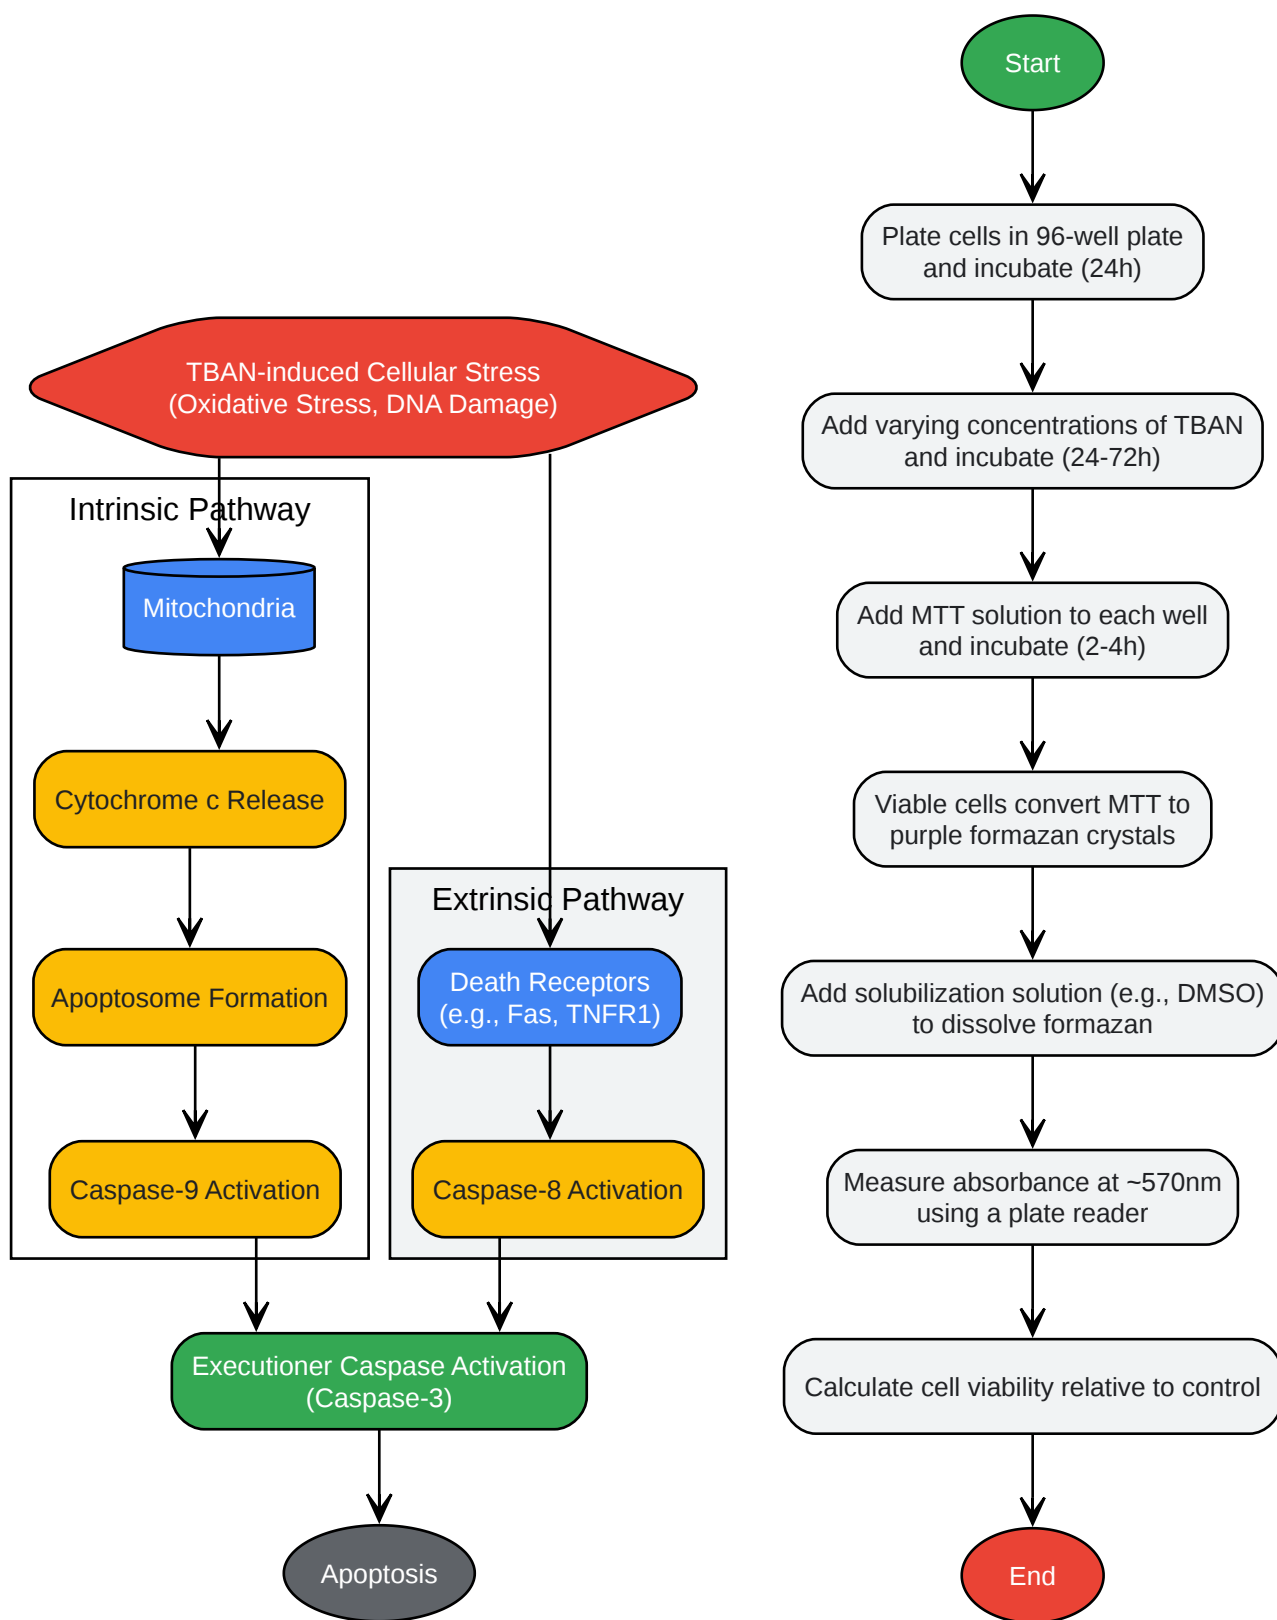 TBAN-induced Cellular Stress
(Oxidative Stress, DNA Damage)
Intrinsic Pathway
Mitochondria
Cytochrome c Release
Apoptosome Formation
Caspase-9 Activation
Extrinsic Pathway
Death Receptors
(e.g., Fas, TNFR1)
Caspase-8 Activation
Executioner Caspase Activation
(Caspase-3)
Apoptosis
Start
Plate cells in 96-well plate
and incubate (24h)
Add varying concentrations of TBAN
and incubate (24-72h)
Add MTT solution to each well
and incubate (2-4h)
Viable cells convert MTT to
purple formazan crystals
Add solubilization solution (e.g., DMSO)
to dissolve formazan
Measure absorbance at ~570nm
using a plate reader
Calculate cell viability relative to control
End